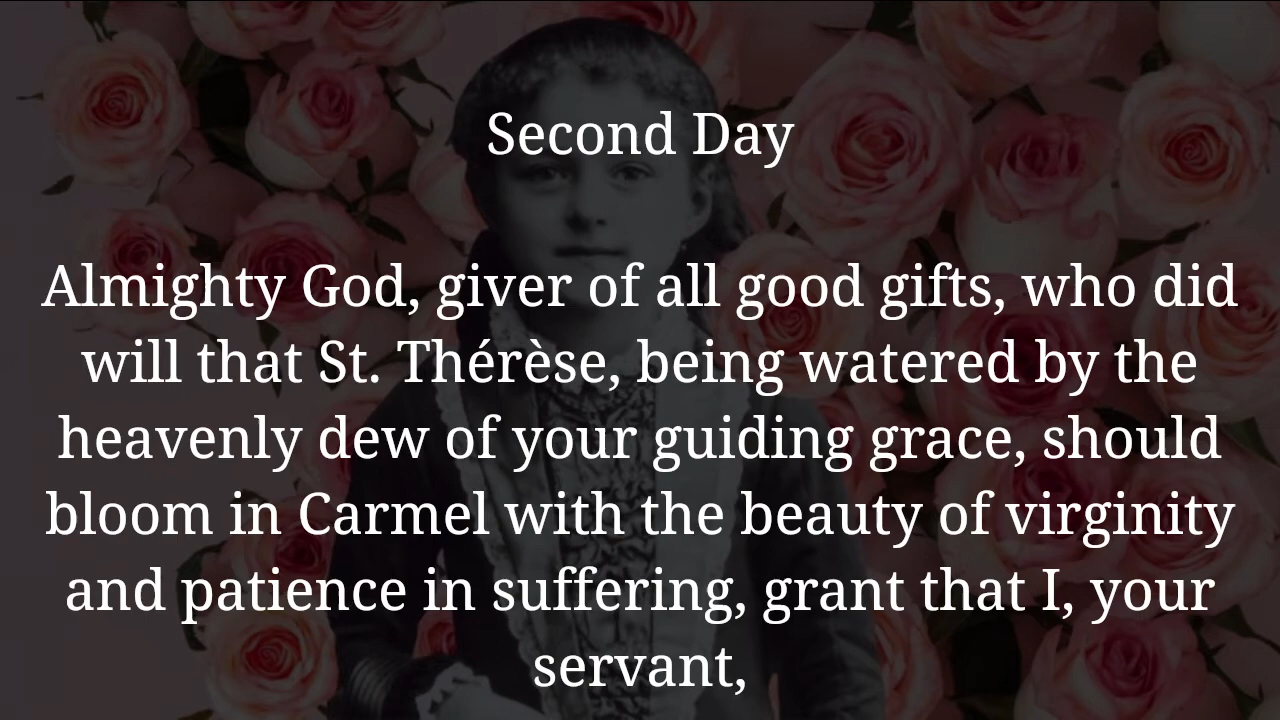 Second Day
Almighty God, giver of all good gifts, who did
will that St. Thérèse, being watered by the
heavenly dew of your guiding grace, should
bloom in Carmel with the beauty of virginity
and patience in suffering, grant that I, your
servant,